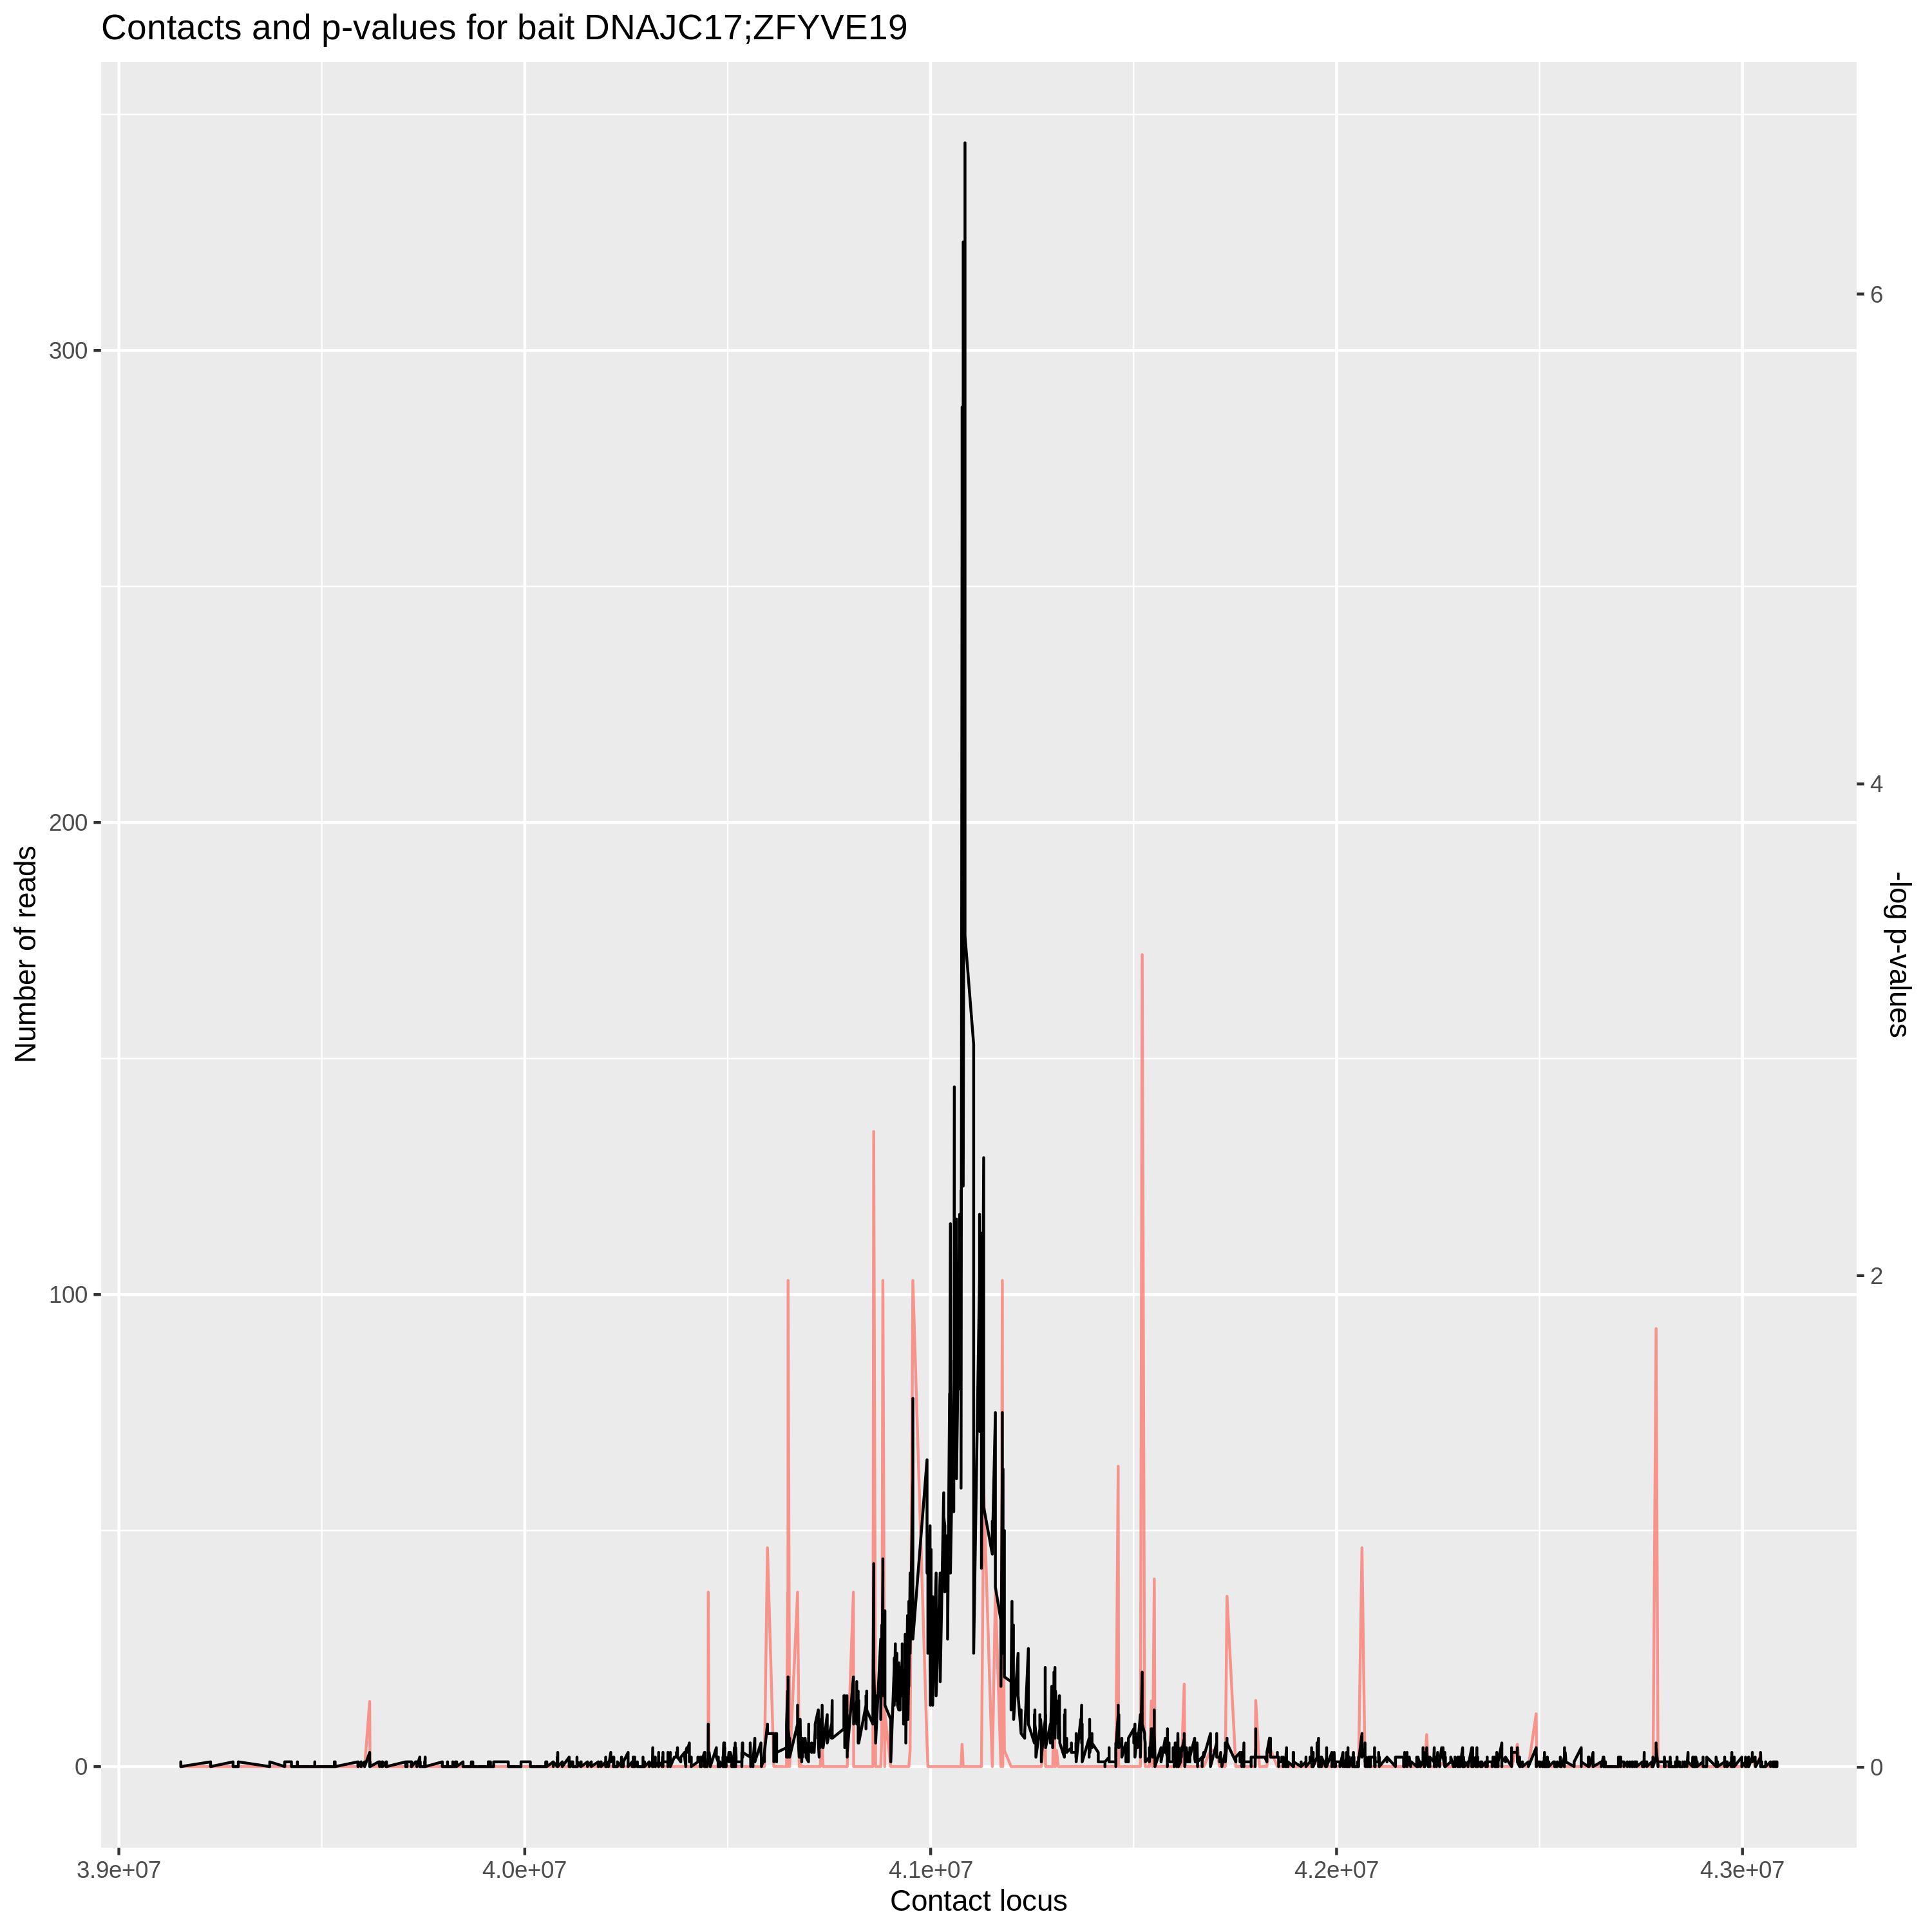 Contacts and p-values for bait DNAJC17;ZFYVE19
300
200
100
0
Number of reads
6
4
2
0
-log p-values
3.9e+07
4.0e+07
4.1e+07
4.2e+07
4.3e+07
Contact locus